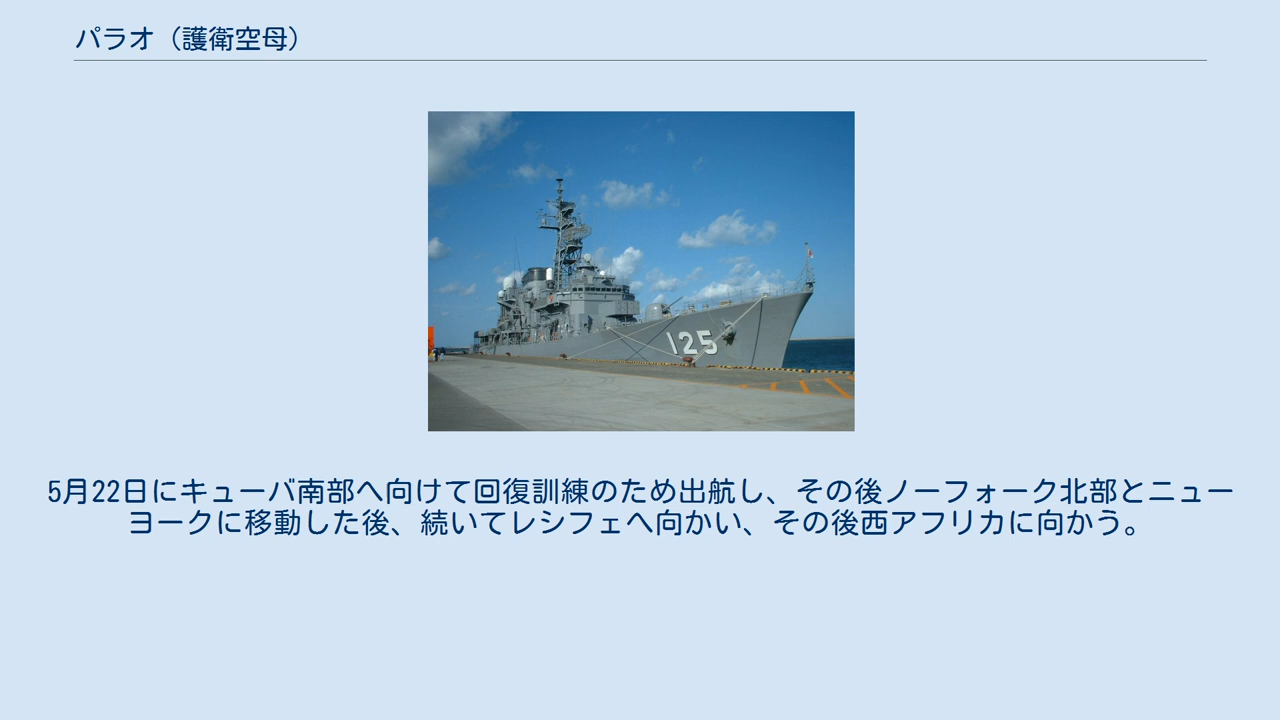 パラオ（護衛空母）
125
5月22日にキューバ南部へ向けて回復訓練のため出航し、その後ノーフォーク北部とニュー
ヨークに移動した後、続いてレシフェへ向かい、その後西アフリカに向かう。